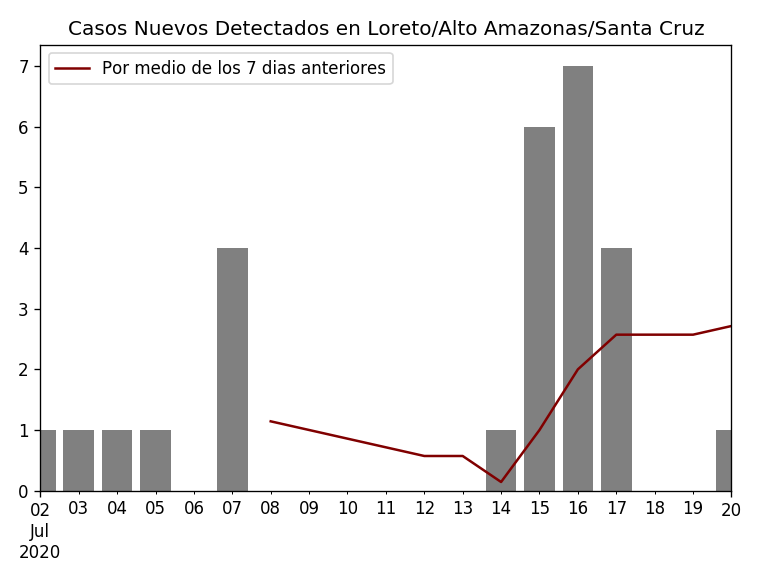 Casos Nuevos Detectados en Loreto/Alto Amazonas/Santa Cruz
Por medio de los 7 dias anteriores
7
6
5
4
3
2
1
0
02 03 04 05 06 07 08 09 10 11 12 13 14 15 16 17 18 19 20
Jul
2020